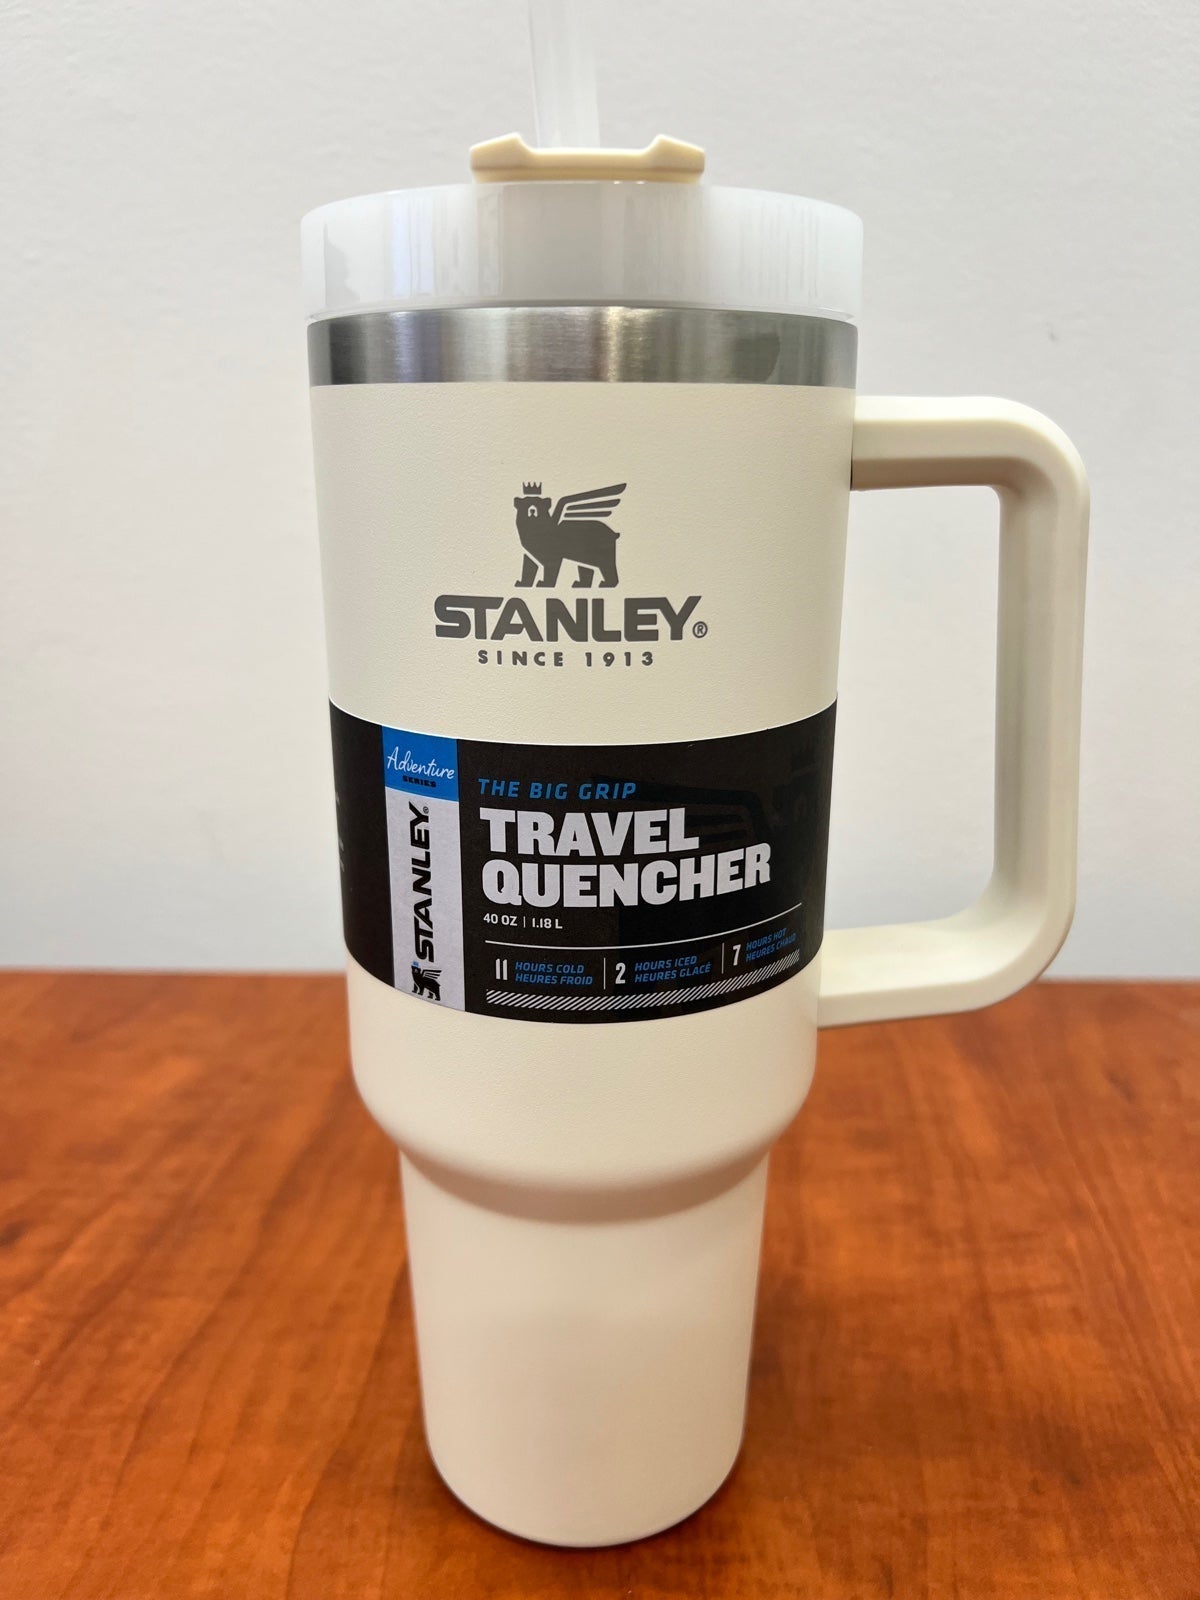 STANLEY®
SINCE 1913
Adventure
SERIES
STANLEY®
THE BIG GRIP
TRAVEL
QUENCHER
40 OZ | 1.18 L
11 HOURS COLD
HEURES FROID
2 HOURS ICED
HEURES GLACÉ
7 HOURS HOT
HEURES CHAUD